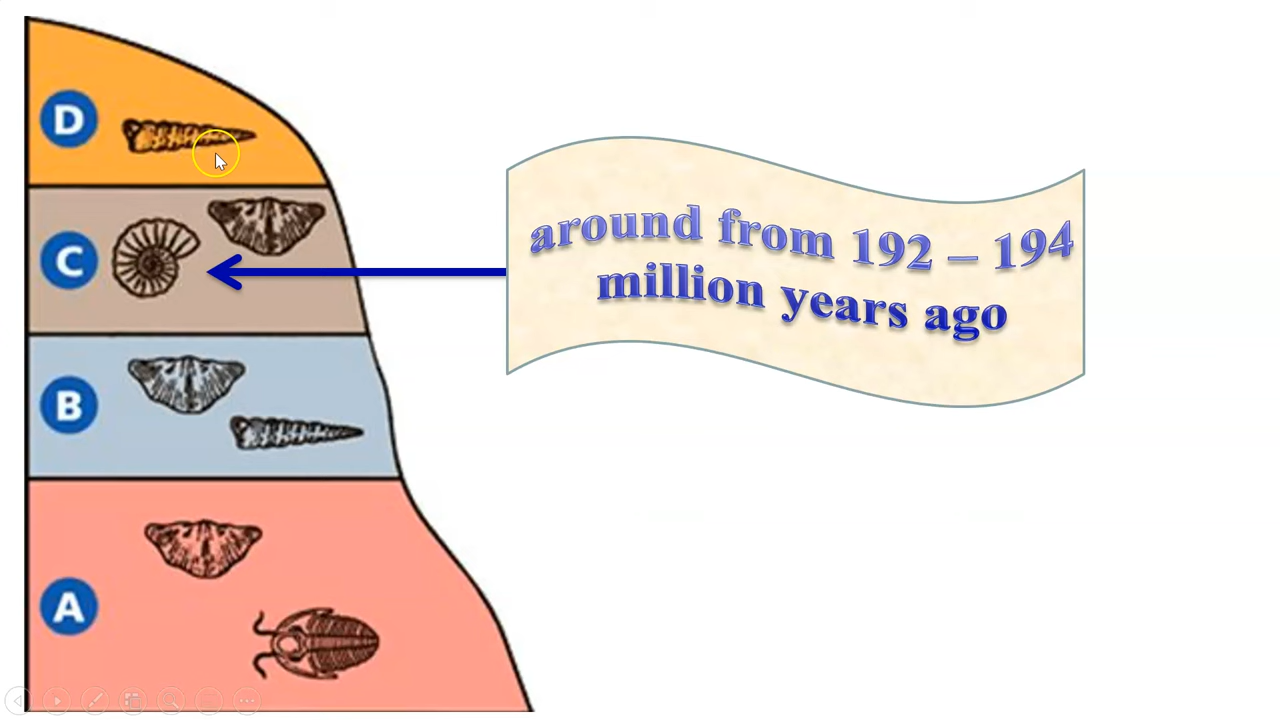 D
C
around from 192 – 194
million years ago
B
A